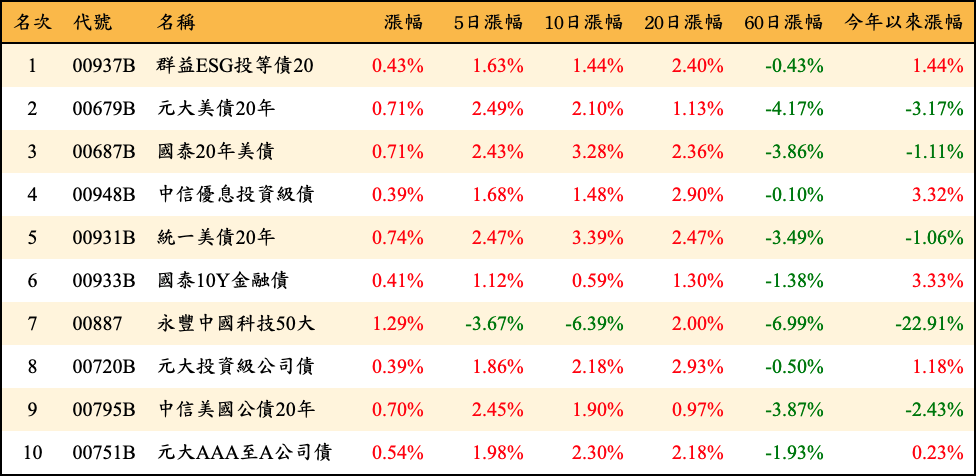 名次 代號 名稱 漲幅 5日漲幅 10日漲幅 20日漲幅 60日漲幅 今年以來漲幅
1 00937B 群益ESG投等債20 0.43% 1.63% 1.44% 2.40% -0.43% 1.44%
2 00679B 元大美債20年 0.71% 2.49% 2.10% 1.13% -4.17% -3.17%
3 00687B 國泰20年美債 0.71% 2.43% 3.28% 2.36% -3.86% -1.11%
4 00948B 中信優息投資級債 0.39% 1.68% 1.48% 2.90% -0.10% 3.32%
5 00931B 統一美債20年 0.74% 2.47% 3.39% 2.47% -3.49% -1.06%
6 00933B 國泰10Y金融債 0.41% 1.12% 0.59% 1.30% -1.38% 3.33%
7 00887 永豐中國科技50大 1.29% -3.67% -6.39% 2.00% -6.99% -22.91%
8 00720B 元大投資級公司債 0.39% 1.86% 2.18% 2.93% -0.50% 1.18%
9 00795B 中信美國公債20年 0.70% 2.45% 1.90% 0.97% -3.87% -2.43%
10 00751B 元大AAA至A公司債 0.54% 1.98% 2.30% 2.18% -1.93% 0.23%